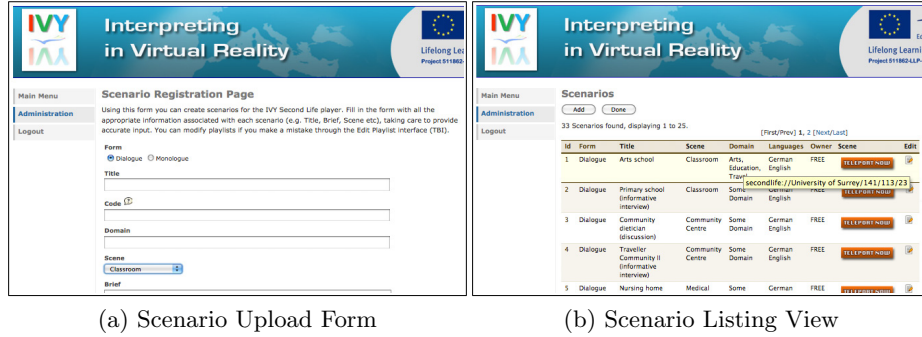 IVY
Interpreting
in Virtual Reality
Lifelong Lea
Project 511862-
Main Menu
Administration
Logout
Scenario Registration Page
Using this form you can create scenarios for the IVY Second Life player. Fill in the form with all the
appropriate information associated with each scenario (e.g. Title, Brief, Scene etc), taking care to provide
accurate input. You can modify playlists if you make a mistake through the Edit Playlist interface (TBI).
Form
Dialogue Monologue
Title
Code
Domain
Scene
Classroom
Brief
(a) Scenario Upload Form
IVY
Interpreting
in Virtual Reality
Lifelong Learni
Project 511862-LLP-
Main Menu
Administration
Logout
Scenarios
Add Done
33 Scenarios found, displaying 1 to 25.
[First/Prev] 1, 2 [Next/Last]
Id Form Title Scene Domain Languages Owner Scene Edit
1 Dialogue Arts school Classroom Arts, German FREE TELEPORT NOW!
Education, English
Travel
secondlife://University of Surrey/141/113/23
2 Dialogue Primary school Classroom Some German FREE TELEPORT NOW!
(informative Domain English
interview)
3 Dialogue Community Community Some German FREE TELEPORT NOW!
dietician Centre Domain English
(discussion)
4 Dialogue Traveller Community Some German FREE TELEPORT NOW!
Community II Centre Domain English
(informative
interview)
5 Dialogue Nursing home Medical Some German FREE TELEPORT NOW!
(b) Scenario Listing View